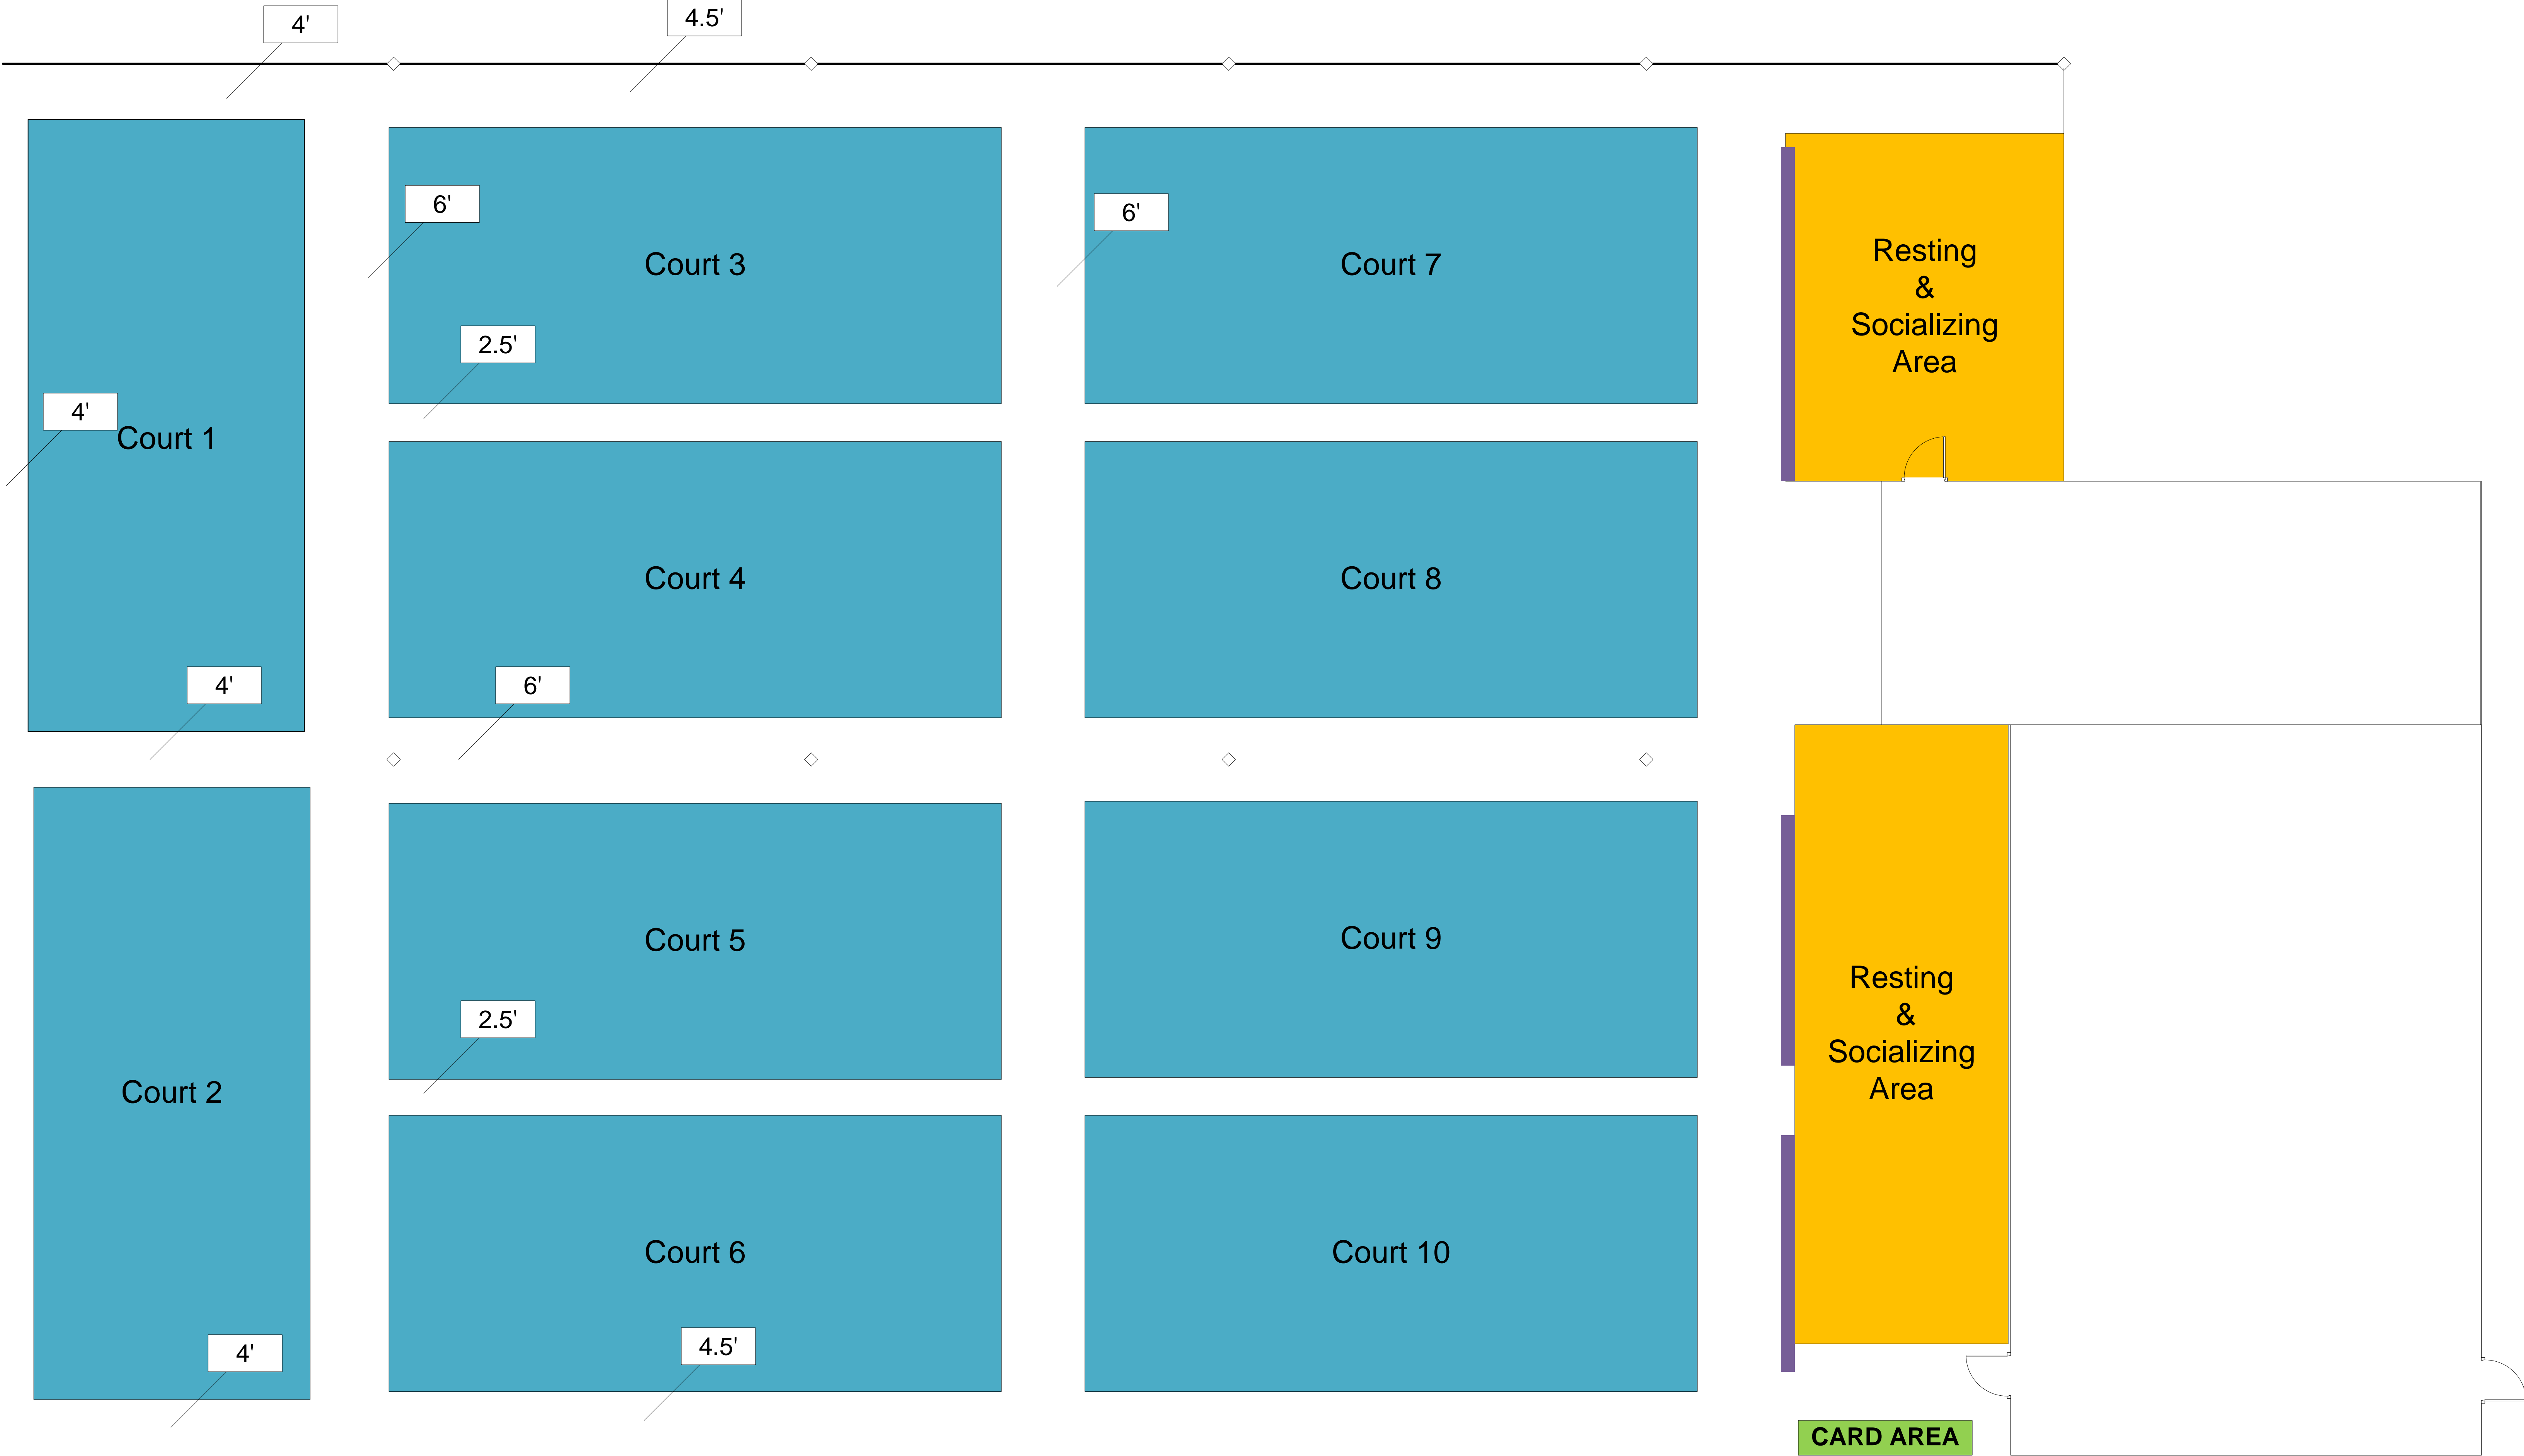 4'
4.5'
6'
6'
Court 3
Court 7
Resting
&
Socializing
Area
2.5'
4'
Court 1
Court 4
Court 8
4'
6'
Court 5
Court 9
Resting
&
Socializing
Area
2.5'
Court 2
Court 6
Court 10
4'
4.5'
CARD AREA